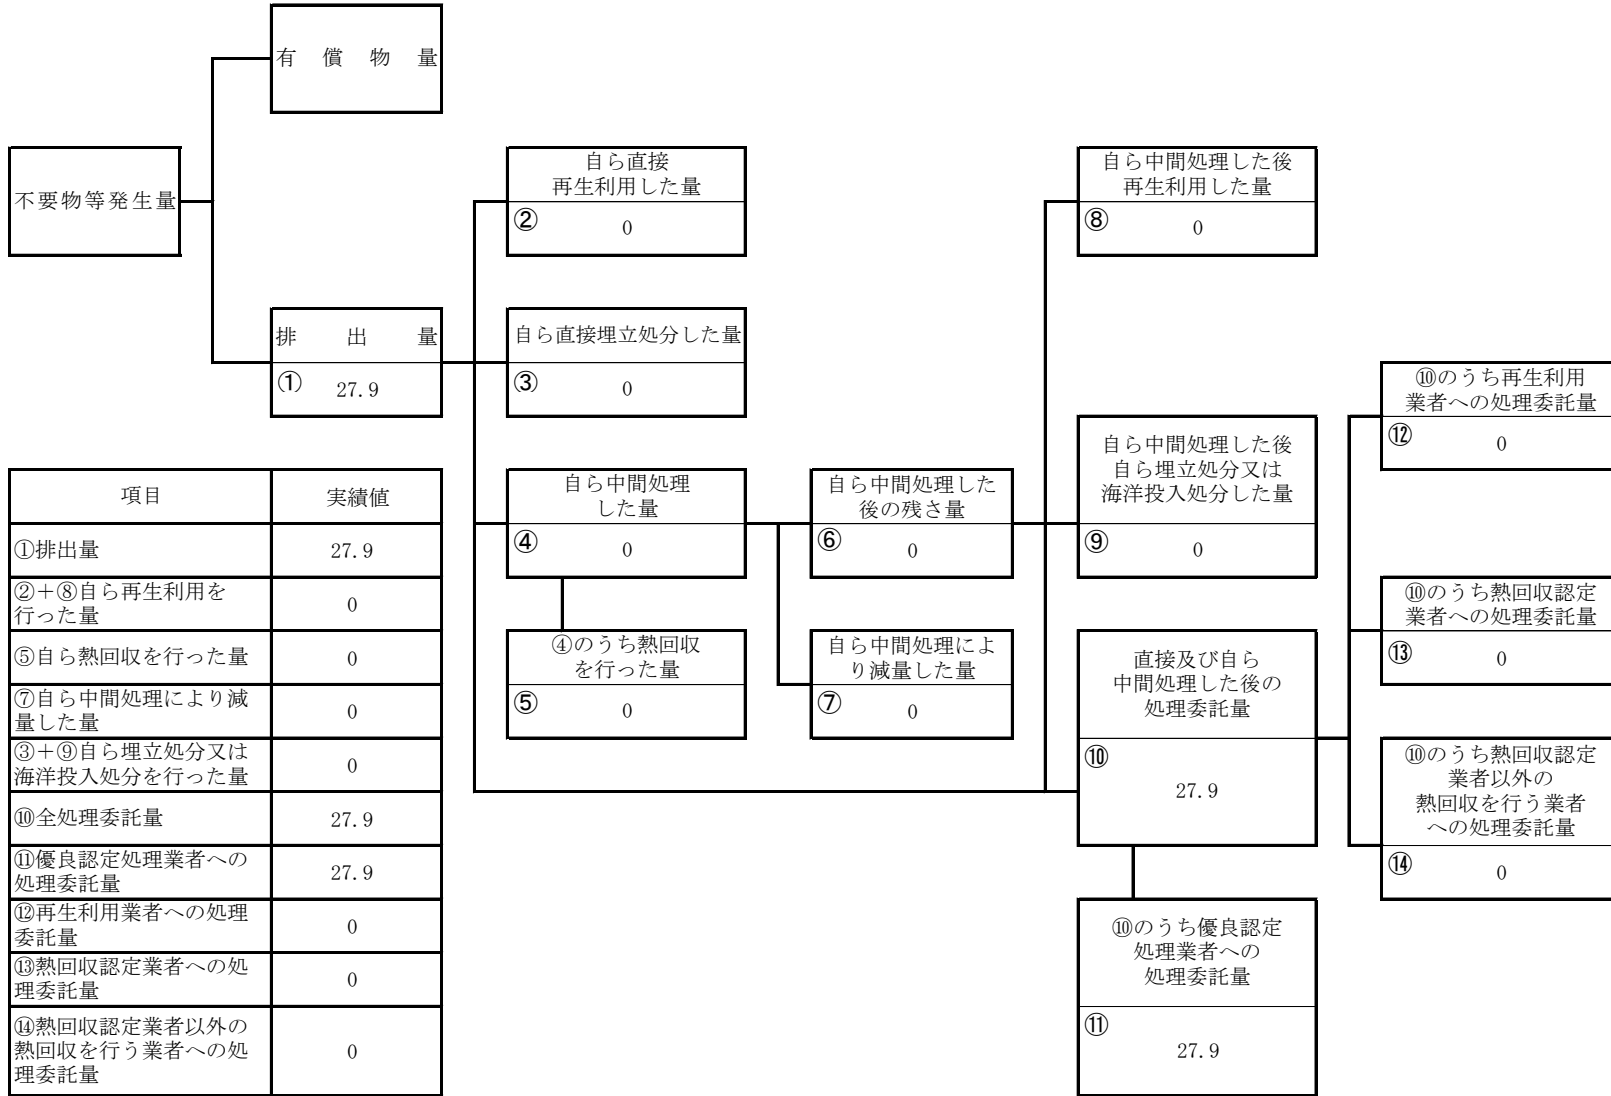 有償物量
不要物等発生量
排出量
① 27.9
自ら直接
再生利用した量
② 0
自ら直接埋立処分した量
③ 0
自ら中間処理
した量
④ 0
④のうち熱回収
を行った量
⑤ 0
自ら中間処理した
後の残さ量
⑥ 0
自ら中間処理によ
り減量した量
⑦ 0
自ら中間処理した後
再生利用した量
⑧ 0
自ら中間処理した後
自ら埋立処分又は
海洋投入処分した量
⑨ 0
直接及び自ら
中間処理した後の
処理委託量
⑩
27.9
⑩のうち優良認定
処理業者への
処理委託量
⑪
27.9
⑩のうち再生利用
業者への処理委託量
⑫ 0
⑩のうち熱回収認定
業者への処理委託量
⑬ 0
⑩のうち熱回収認定
業者以外の
熱回収を行う業者
への処理委託量
⑭ 0
項目 実績値
①排出量 27.9
②＋⑧自ら再生利用を
行った量 0
⑤自ら熱回収を行った量 0
⑦自ら中間処理により減
量した量 0
③＋⑨自ら埋立処分又は
海洋投入処分を行った量 0
⑩全処理委託量 27.9
⑪優良認定処理業者への
処理委託量 27.9
⑫再生利用業者への処理
委託量 0
⑬熱回収認定業者への処
理委託量 0
⑭熱回収認定業者以外の
熱回収を行う業者への処
理委託量 0